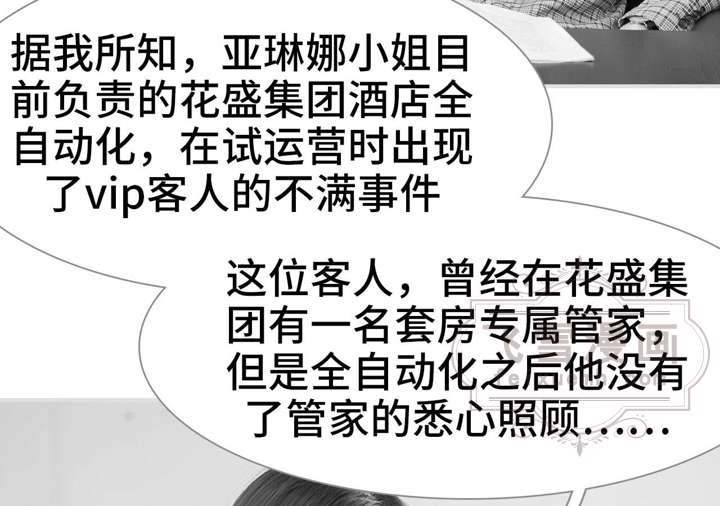 据我所知，亚琳娜小姐目
前负责的花盛集团酒店全
自动化，在试运营时出现
了vip客人的不满事件
这位客人，曾经在花盛集
团有一名套房专属管家，
但是全自动化之后他没有
了管家的悉心照顾……
飞雪漫画